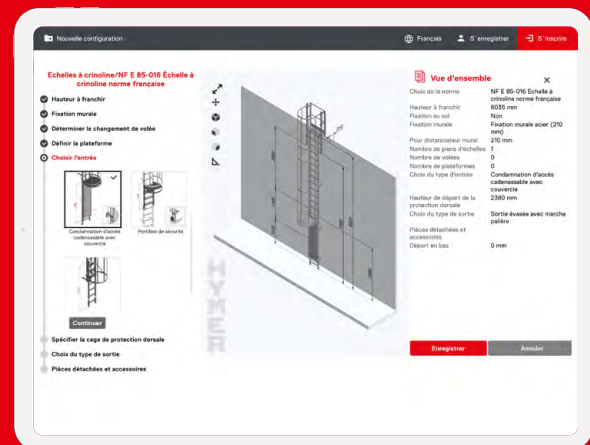 Nouvelle configuration
Français
S´enregistrer
S´inscrire
Echelles à crinoline/NF E 85-016 Échelle à
crinoline norme française
Hauteur à franchir
Fixation murale
Déterminer le changement de volée
Définir la plateforme
Choisir l'entrée
Condamnation d'accès
cadenassable avec
couvercle
Portillon de sécurité
Continuer
Spécifier la cage de protection dorsale
Choix du type de sortie
Pièces détachées et accessoires
HYMER
Vue d'ensemble
Choix de la norme NF E 85-016 Échelle à
crinoline norme française
Hauteur à franchir 6035 mm
Fixation au sol Non
Fixation murale Fixation murale acier (210
mm)
Pour distanciateur mural 210 mm
Nombre de plans d'échelles 1
Nombre de volées 0
Nombre de plateformes 0
Choix du type d'entrée Condamnation d'accès
cadenassable avec
couvercle
Hauteur de départ de la 2380 mm
protection dorsale
Choix du type de sortie Sortie évasée avec marche
palière
Pièces détachées et
accessoires
Départ en bas 0 mm
Enregistrer
Annuler